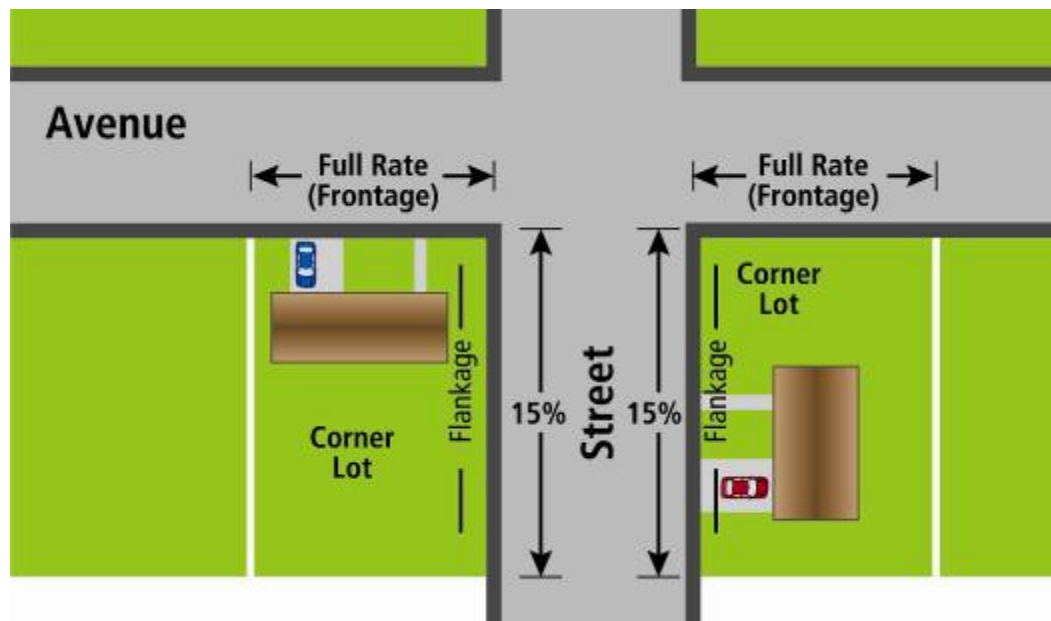 Avenue
Full Rate
(Frontage)
Full Rate
(Frontage)
Corner
Lot
Flankage
15%
Street
15%
Flankage
Corner
Lot